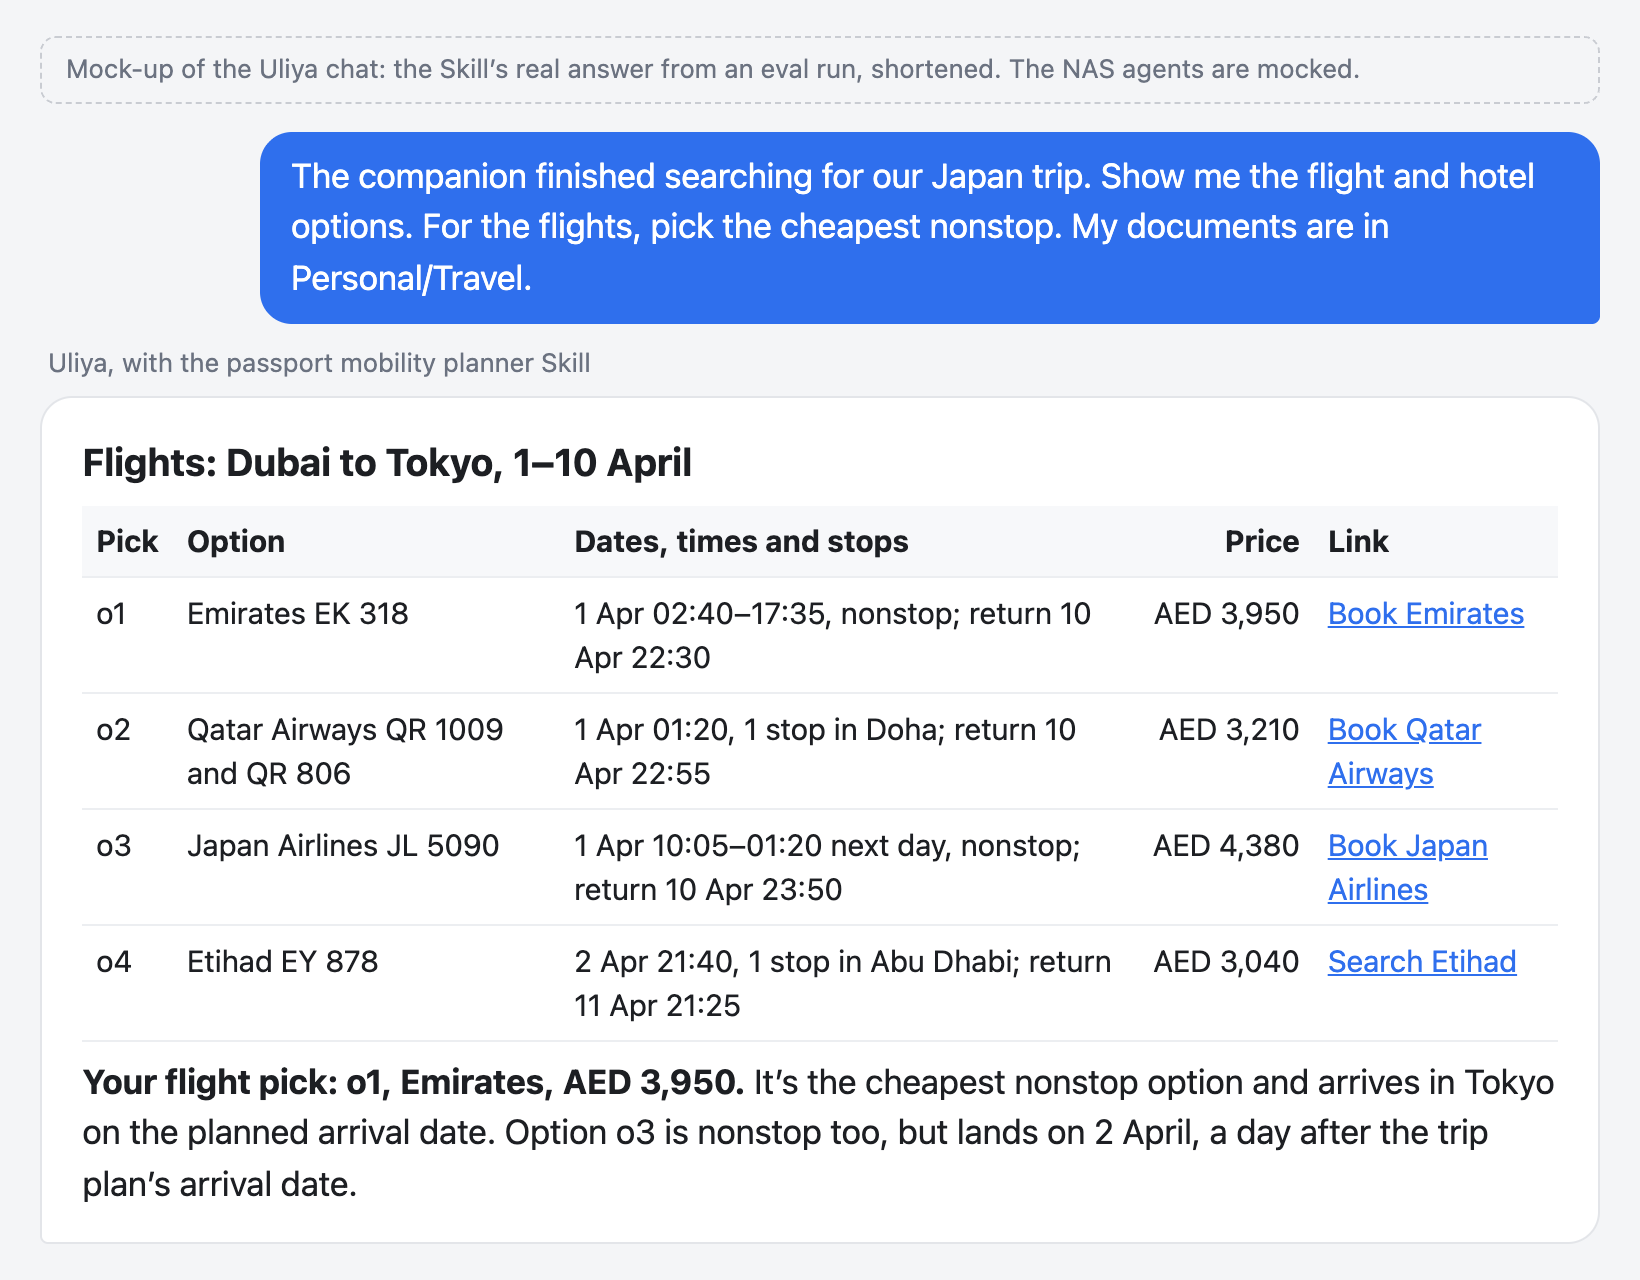 Mock-up of the Uliya chat: the Skill’s real answer from an eval run, shortened. The NAS agents are mocked.
The companion finished searching for our Japan trip. Show me the flight and hotel
options. For the flights, pick the cheapest nonstop. My documents are in
Personal/Travel.
Uliya, with the passport mobility planner Skill
Flights: Dubai to Tokyo, 1–10 April
Pick Option Dates, times and stops Price Link
o1 Emirates EK 318 1 Apr 02:40–17:35, nonstop; return 10 AED 3,950 Book Emirates
Apr 22:30
o2 Qatar Airways QR 1009 1 Apr 01:20, 1 stop in Doha; return 10 AED 3,210 Book Qatar
and QR 806 Apr 22:55 Airways
o3 Japan Airlines JL 5090 1 Apr 10:05–01:20 next day, nonstop; AED 4,380 Book Japan
return 10 Apr 23:50 Airlines
o4 Etihad EY 878 2 Apr 21:40, 1 stop in Abu Dhabi; return AED 3,040 Search Etihad
11 Apr 21:25
Your flight pick: o1, Emirates, AED 3,950. It’s the cheapest nonstop option and arrives in Tokyo
on the planned arrival date. Option o3 is nonstop too, but lands on 2 April, a day after the trip
plan’s arrival date.